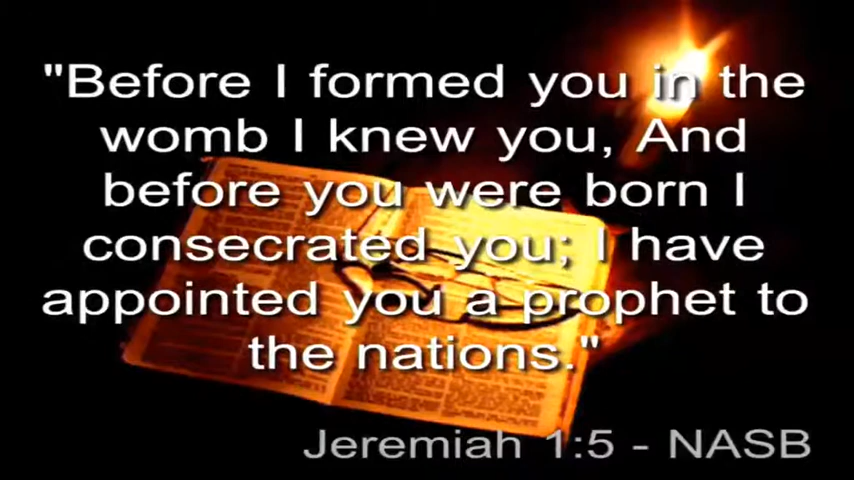 "Before I formed you in the
womb I knew you, And
before you were born I
consecrated you; I have
appointed you a prophet to
the nations."
Jeremiah 1:5 - NASB